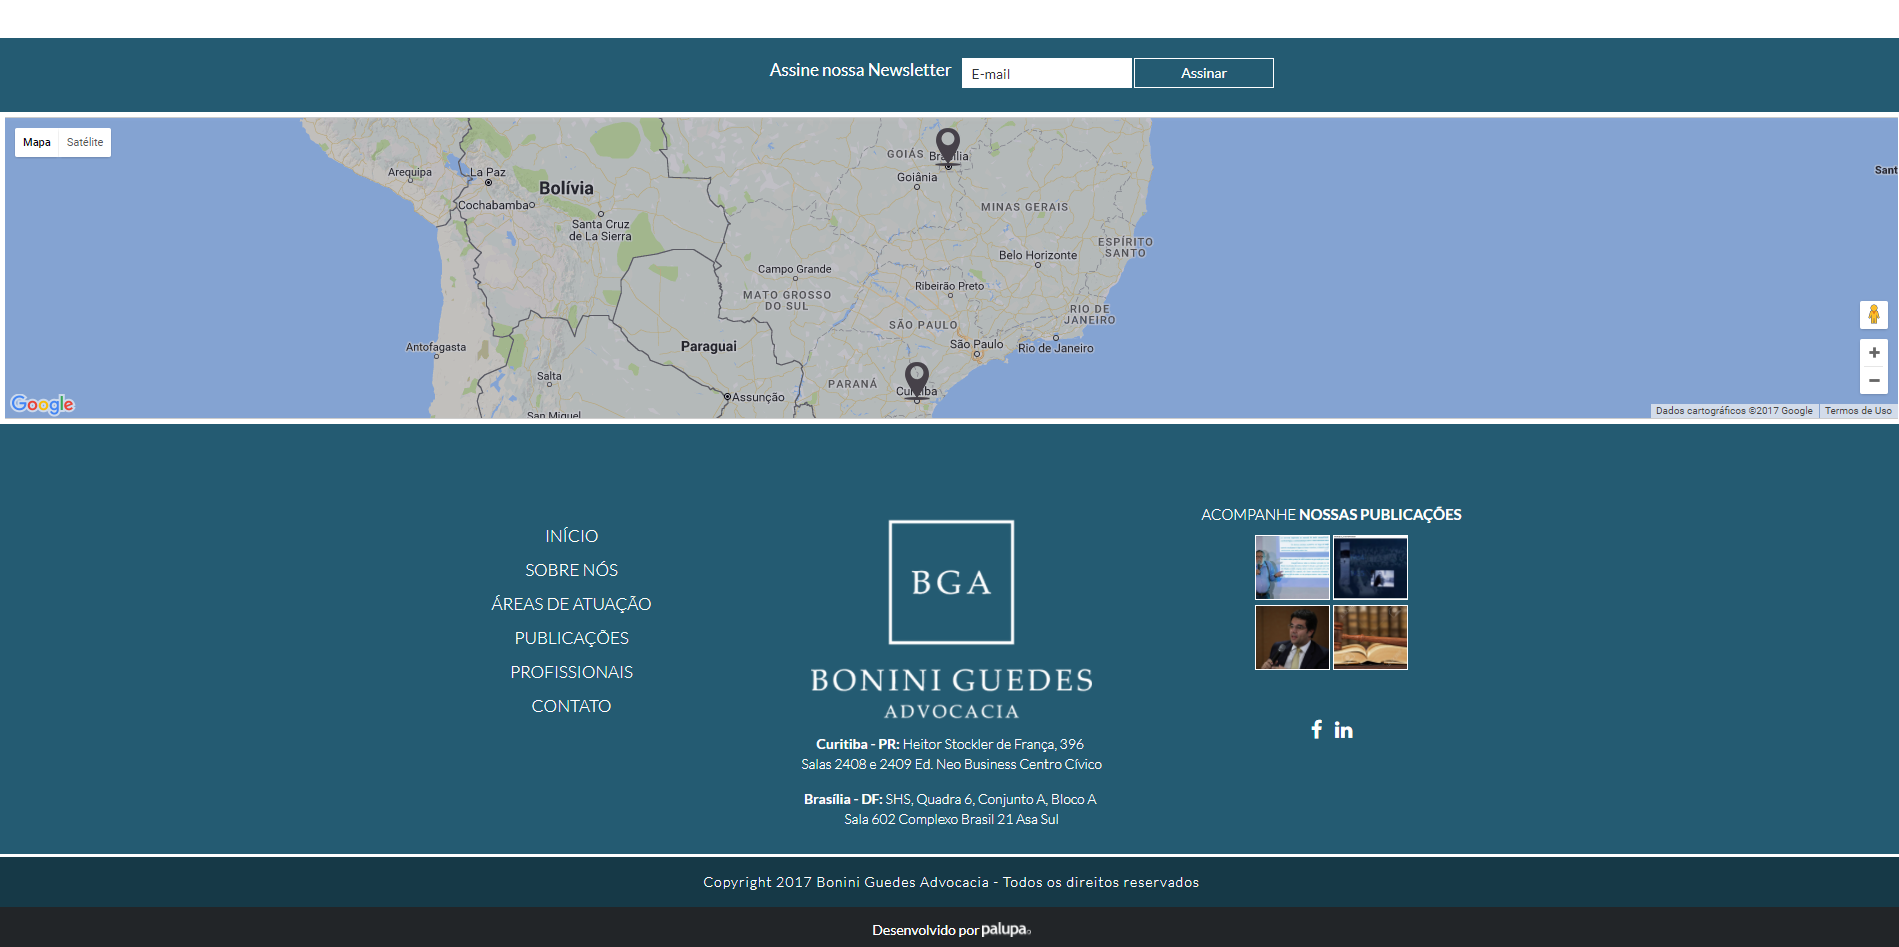 Assine nossa Newsletter
E-mail
Assinar
Mapa
Satélite
Arequipa
La Paz
Bolívia
Cochabamba
Santa Cruz
de La Sierra
GOIÁS
Goiânia
MINAS GERAIS
ESPÍRITO
SANTO
Belo Horizonte
Campo Grande
Ribeirão Preto
MATO GROSSO
DO SUL
RIO DE
JANEIRO
SÃO PAULO
São Paulo
Rio de Janeiro
Antofagasta
Paraguai
Salta
PARANÁ
Assunção
San Miguel
Sant
Google
Dados cartográficos ©2017 Google
Termos de Uso
INÍCIO
SOBRE NÓS
ÁREAS DE ATUAÇÃO
PUBLICAÇÕES
PROFISSIONAIS
CONTATO
BGA
BONINI GUEDES
ADVOCACIA
Curitiba - PR: Heitor Stockler de França, 396
Salas 2408 e 2409 Ed. Neo Business Centro Cívico
Brasília - DF: SHS, Quadra 6, Conjunto A, Bloco A
Sala 602 Complexo Brasil 21 Asa Sul
ACOMPANHE NOSSAS PUBLICAÇÕES
f in
Copyright 2017 Bonini Guedes Advocacia - Todos os direitos reservados
Desenvolvido por palupa